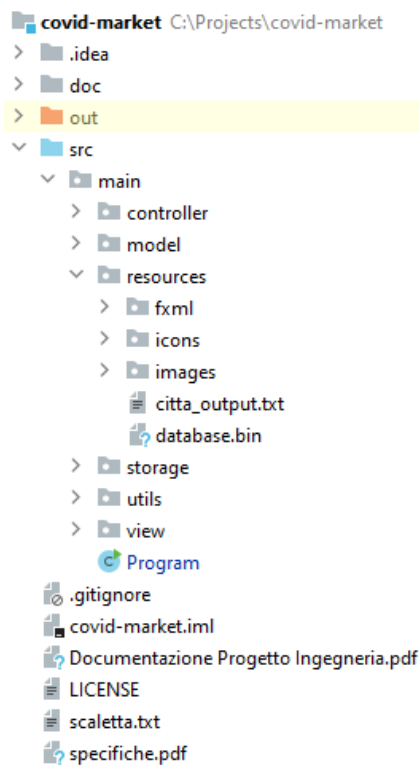 covid-market C:\Projects\covid-market
.idea
doc
out
src
main
controller
model
resources
fxml
icons
images
citta_output.txt
database.bin
storage
utils
view
Program
.gitignore
covid-market.iml
Documentazione Progetto Ingegneria.pdf
LICENSE
scaletta.txt
specifiche.pdf